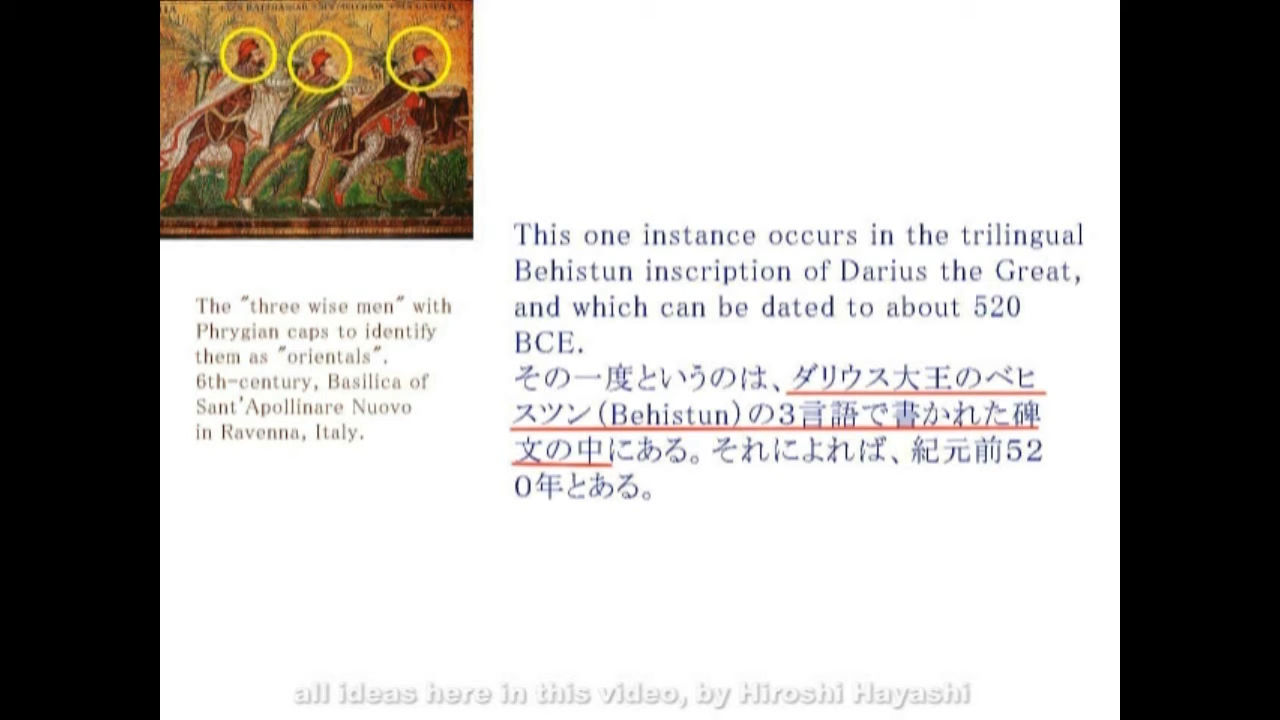 The "three wise men" with
Phrygian caps to identify
them as "orientals".
6th-century, Basilica of
Sant'Apollinare Nuovo
in Ravenna, Italy.
This one instance occurs in the trilingual
Behistun inscription of Darius the Great,
and which can be dated to about 520
BCE.
その一度というのは、ダリウス大王のベヒ
スツン(Behistun)の3言語で書かれた碑
文の中にある。それによれば、紀元前52
0年とある。
all ideas here in this video, by Hiroshi Hayashi